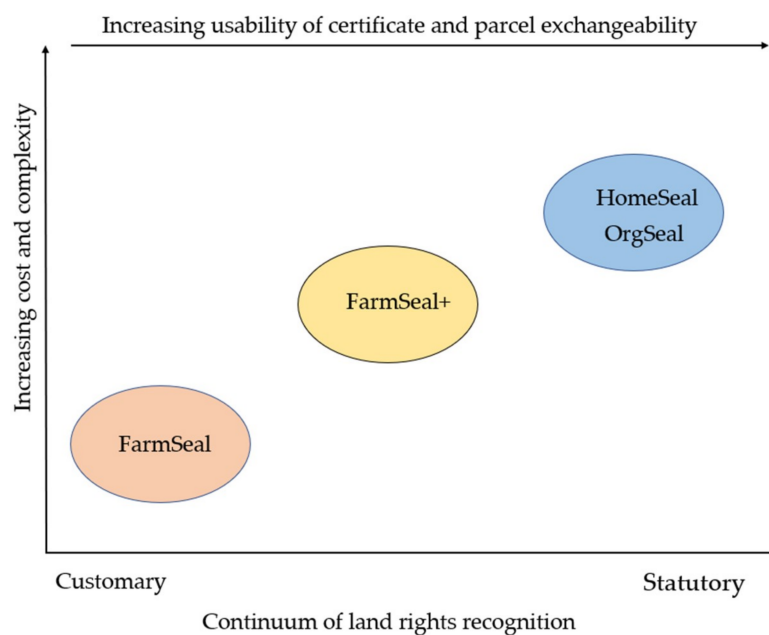 Increasing usability of certificate and parcel exchangeability
Increasing cost and complexity
HomeSeal
OrgSeal
FarmSeal+
FarmSeal
Customary
Statutory
Continuum of land rights recognition